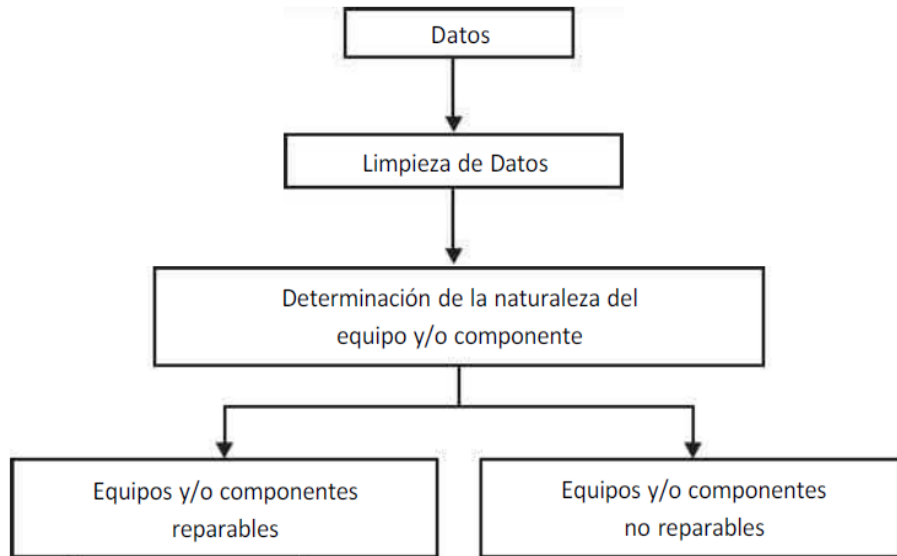 Datos
Limpieza de Datos
Determinación de la naturaleza del
equipo y/o componente
Equipos y/o componentes
reparables
Equipos y/o componentes
no reparables